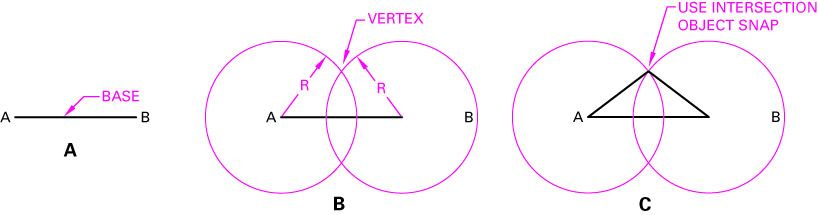 A
BASE
B
A
VERTEX
R
R
A
B
B
USE INTERSECTION
OBJECT SNAP
A
B
C